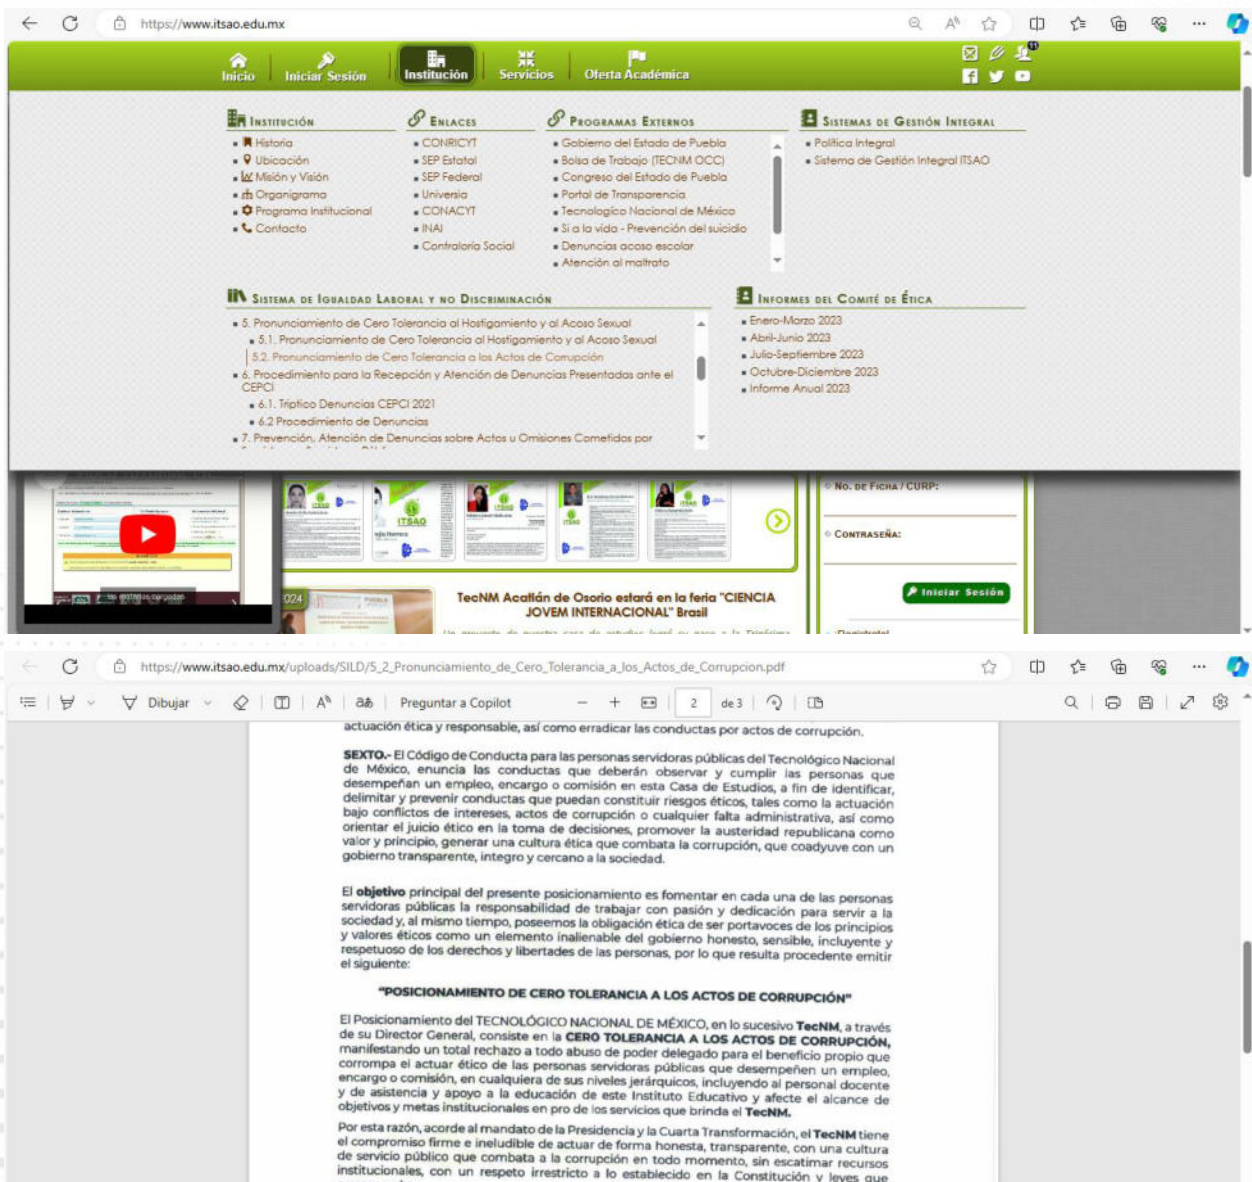 https://www.itsao.edu.mx
Inicio
Iniciar Sesión
Institución
Servicios
Oferta Académica
11
INSTITUCIÓN
Historia
Ubicación
Misión y Visión
Organigrama
Programa Institucional
Contacto
ENLACES
CONRICYT
SEP Estatal
SEP Federal
Universia
CONACYT
INAI
Contraloría Social
PROGRAMAS EXTERNOS
Gobierno del Estado de Puebla
Bolsa de Trabajo (TECNM OCC)
Congreso del Estado de Puebla
Portal de Transparencia
Tecnologíco Nacional de México
Si a la vida - Prevención del suicidio
Denuncias acoso escolar
Atención al maltrato
SISTEMAS DE GESTIÓN INTEGRAL
Política Integral
Sistema de Gestión Integral ITSAO
SISTEMA DE IGUALDAD LABORAL Y NO DISCRIMINACIÓN
5. Pronunciamiento de Cero Tolerancia al Hostigamiento y al Acoso Sexual
5.1. Pronunciamiento de Cero Tolerancia al Hostigamiento y al Acoso Sexual
5.2. Pronunciamiento de Cero Tolerancia a los Actos de Corrupción
6. Procedimiento para la Recepción y Atención de Denuncias Presentadas ante el
CEPCI
6.1. Triptico Denuncias CEPCI 2021
6.2 Procedimiento de Denuncias
7. Prevención, Atención de Denuncias sobre Actos u Omisiones Cometidas por
INFORMES DEL COMITÉ DE ÉTICA
Enero-Marzo 2023
Abril-Junio 2023
Julio-Septiembre 2023
Octubre-Diciembre 2023
Informe Anual 2023
ITSAO
NO. DE FICHA / CURP:
CONTRASEÑA:
Iniciar Sesión
las materias cargadas
2024
TecNM Acatlán de Osorio estará en la feria "CIENCIA
JOVEM INTERNACIONAL" Brasil
https://www.itsao.edu.mx/uploads/SILD/5_2_Pronunciamiento_de_Cero_Tolerancia_a_los_Actos_de_Corrupcion.pdf
Dibujar
Preguntar a Copilot
2 de 3
actuación ética y responsable, así como erradicar las conductas por actos de corrupción.
SEXTO.- El Código de Conducta para las personas servidoras públicas del Tecnológico Nacional
de México, enuncia las conductas que deberán observar y cumplir las personas que
desempeñan un empleo, encargo o comisión en esta Casa de Estudios, a fin de identificar,
delimitar y prevenir conductas que puedan constituir riesgos éticos, tales como la actuación
bajo conflictos de intereses, actos de corrupción o cualquier falta administrativa, así como
orientar el juicio ético en la toma de decisiones, promover la austeridad republicana como
valor y principio, generar una cultura ética que combata la corrupción, que coadyuve con un
gobierno transparente, integro y cercano a la sociedad.
El objetivo principal del presente posicionamiento es fomentar en cada una de las personas
servidoras públicas la responsabilidad de trabajar con pasión y dedicación para servir a la
sociedad y, al mismo tiempo, poseemos la obligación ética de ser portavoces de los principios
y valores éticos como un elemento inalienable del gobierno honesto, sensible, incluyente y
respetuoso de los derechos y libertades de las personas, por lo que resulta procedente emitir
el siguiente:
"POSICIONAMIENTO DE CERO TOLERANCIA A LOS ACTOS DE CORRUPCIÓN"
El Posicionamiento del TECNOLÓGICO NACIONAL DE MÉXICO, en lo sucesivo TecNM, a través
de su Director General, consiste en la CERO TOLERANCIA A LOS ACTOS DE CORRUPCIÓN,
manifestando un total rechazo a todo abuso de poder delegado para el beneficio propio que
corrompa el actuar ético de las personas servidoras públicas que desempeñen un empleo,
encargo o comisión, en cualquiera de sus niveles jerárquicos, incluyendo al personal docente
y de asistencia y apoyo a la educación de este Instituto Educativo y afecte el alcance de
objetivos y metas institucionales en pro de los servicios que brinda el TecNM.
Por esta razón, acorde al mandato de la Presidencia y la Cuarta Transformación, el TecNM tiene
el compromiso firme e ineludible de actuar de forma honesta, transparente, con una cultura
de servicio público que combata a la corrupción en todo momento, sin escatimar recursos
institucionales, con un respeto irrestricto a lo establecido en la Constitución y leyes que